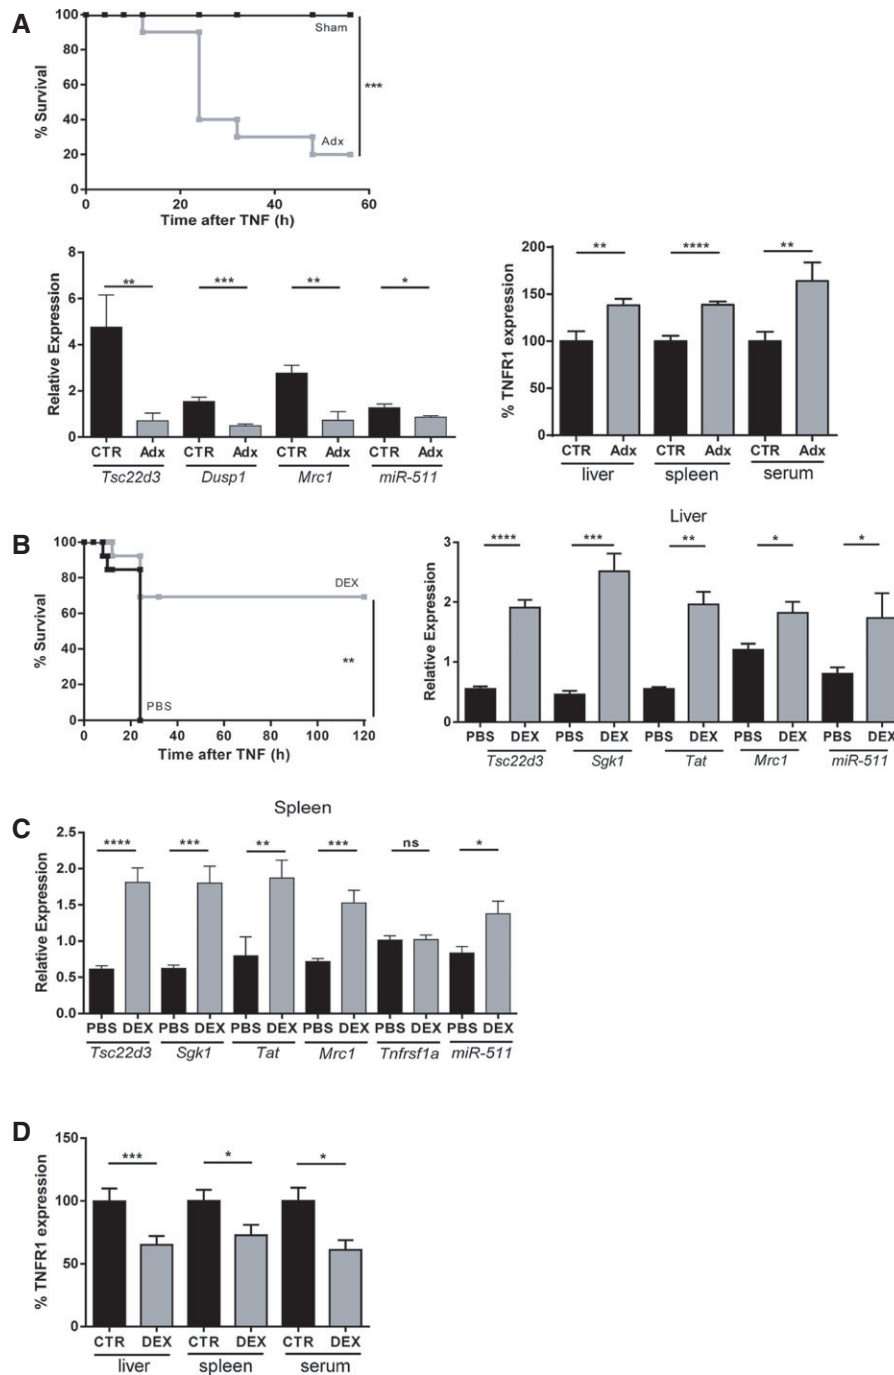 A
% Survival
100
80
60
40
20
0
Sham
***
Adx
0 20 40 60
Time after TNF (h)
Relative Expression
8
6
4
2
0
** *** ** *
CTR Adx CTR Adx CTR Adx CTR Adx
Tsc22d3 Dusp1 Mrc1 miR-511
% TNFR1 expression
200
150
100
50
0
** **** **
CTR Adx CTR Adx CTR Adx
liver spleen serum
B
% Survival
100
80
60
40
20
0
DEX
**
PBS
0 20 40 60 80 100 120
Time after TNF (h)
Liver
Relative Expression
3
2
1
0
**** *** ** * *
PBS DEX PBS DEX PBS DEX PBS DEX PBS DEX
Tsc22d3 Sgk1 Tat Mrc1 miR-511
C
Spleen
Relative Expression
2.5
2.0
1.5
1.0
0.5
0.0
**** *** ** *** ns *
PBS DEX PBS DEX PBS DEX PBS DEX PBS DEX PBS DEX
Tsc22d3 Sgk1 Tat Mrc1 Tnfrsf1a miR-511
D
% TNFR1 expression
150
100
50
0
*** * *
CTR DEX CTR DEX CTR DEX
liver spleen serum